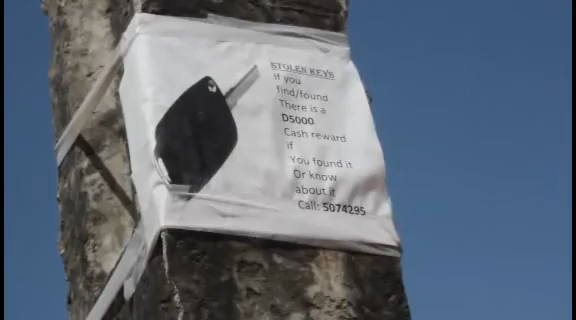 STOLEN KEYS
If you
find/found
There is a
D5000
Cash reward
if
You found it
Or know
about it
Call: 5074295